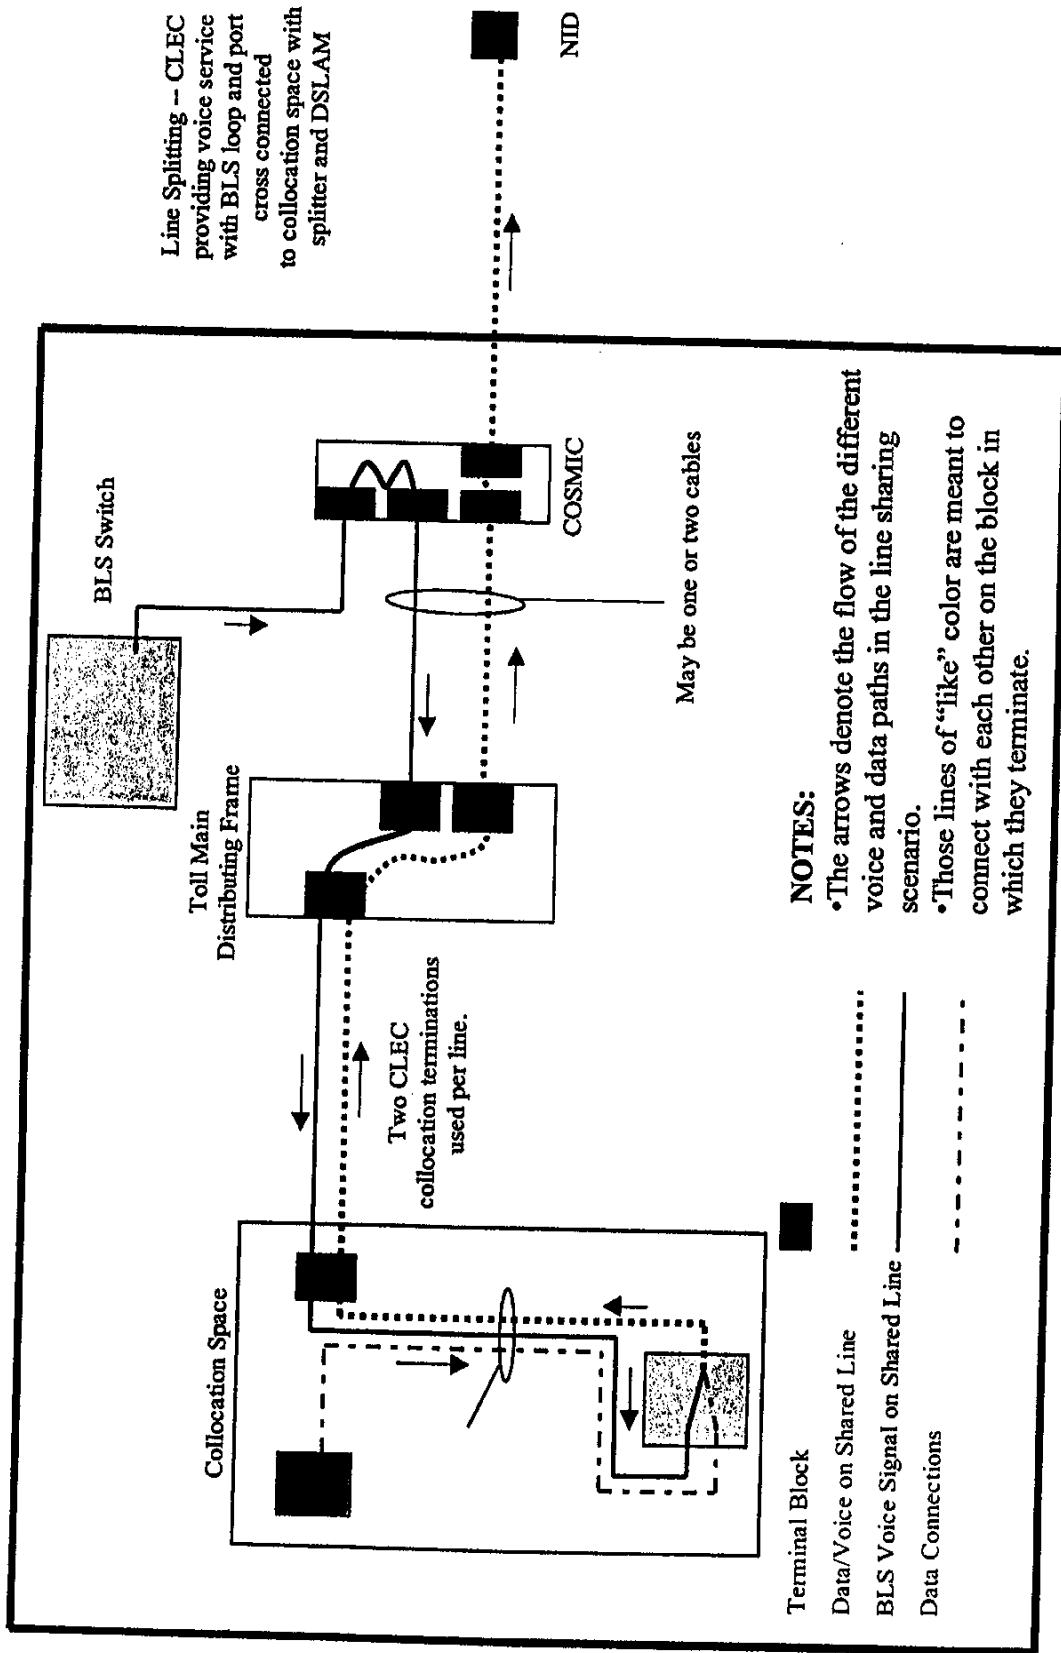 Line Splitting -- CLEC
providing voice service
with BLS loop and port
cross connected
to collocation space with
splitter and DSLAM
NID
BLS Switch
COSMIC
May be one or two cables
Toll Main
Distributing Frame
Two CLEC
collocation terminations
used per line.
Collocation Space
Terminal Block
Data/Voice on Shared Line
BLS Voice Signal on Shared Line
Data Connections
NOTES:
•The arrows denote the flow of the different
voice and data paths in the line sharing
scenario.
•Those lines of “like” color are meant to
connect with each other on the block in
which they terminate.